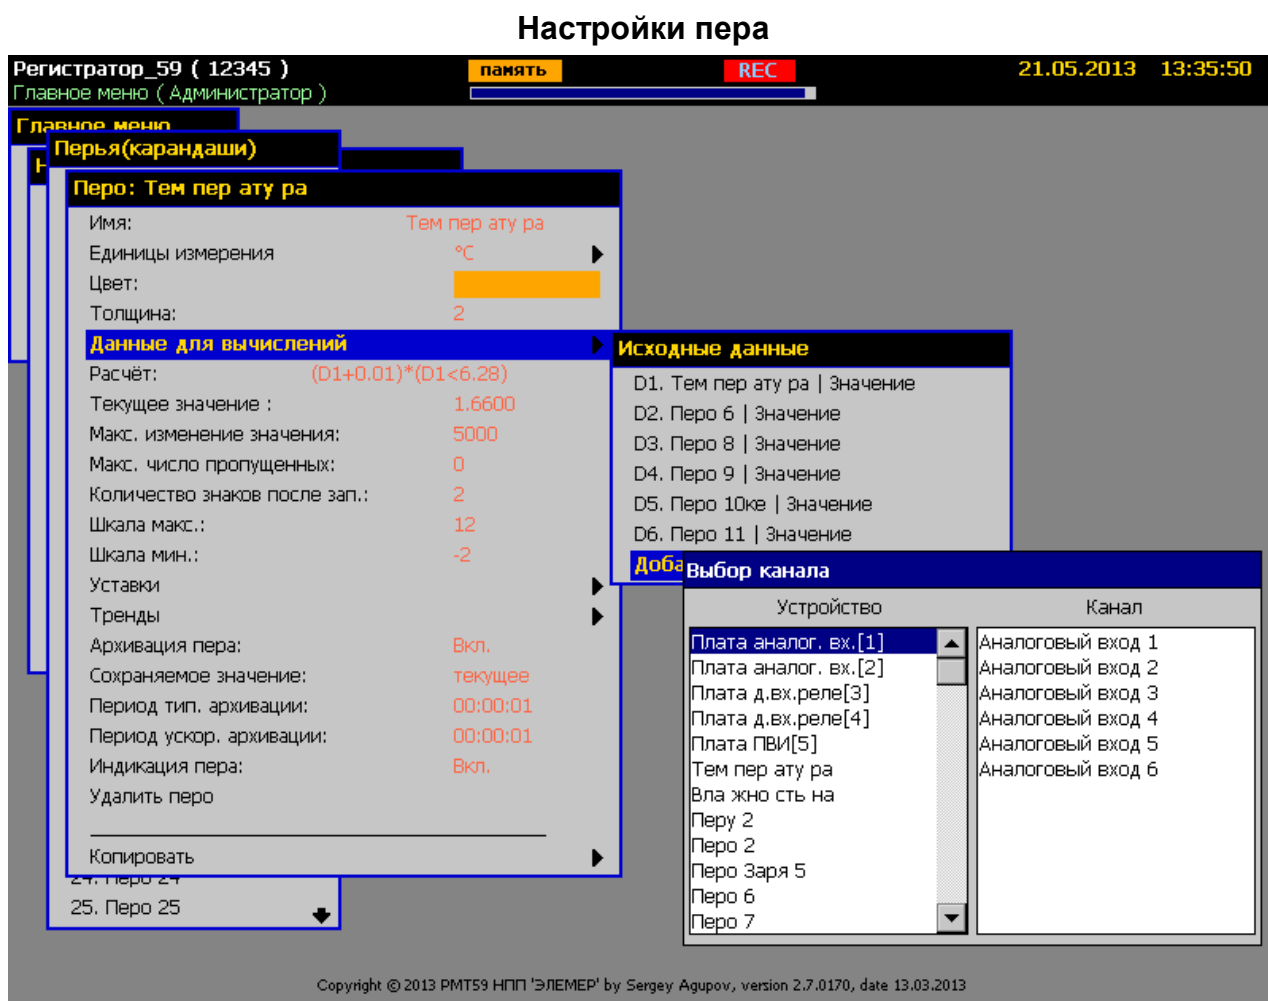 Настройки пера
Регистратор_59 ( 12345 ) память REC 21.05.2013 13:35:50
Главное меню ( Администратор )
Главное меню
Перья(карандаши)
Н
Перо: Тем пер ату ра
Имя: Тем пер ату ра
Единицы измерения °C
Цвет:
Толщина: 2
Данные для вычислений
Расчёт: (D1+0.01)*(D1<6.28)
Текущее значение : 1.6600
Макс. изменение значения: 5000
Макс. число пропущенных: 0
Количество знаков после зап.: 2
Шкала макс.: 12
Шкала мин.: -2
Уставки
Тренды
Архивация пера: Вкл.
Сохраняемое значение: текущее
Период тип. архивации: 00:00:01
Период ускор. архивации: 00:00:01
Индикация пера: Вкл.
Удалить перо
Копировать
24. Перо 24
25. Перо 25
Исходные данные
D1. Тем пер ату ра | Значение
D2. Перо 6 | Значение
D3. Перо 8 | Значение
D4. Перо 9 | Значение
D5. Перо 10ке | Значение
D6. Перо 11 | Значение
Доба
Выбор канала
Устройство Канал
Плата аналог. вх.[1] Аналоговый вход 1
Плата аналог. вх.[2] Аналоговый вход 2
Плата д.вх.реле[3] Аналоговый вход 3
Плата д.вх.реле[4] Аналоговый вход 4
Плата ПВИ[5] Аналоговый вход 5
Тем пер ату ра Аналоговый вход 6
Вла жно сть на
Перу 2
Перо 2
Перо Заря 5
Перо 6
Перо 7
Copyright © 2013 РМТ59 НПП 'ЭЛЕМЕР' by Sergey Agupov, version 2.7.0170, date 13.03.2013